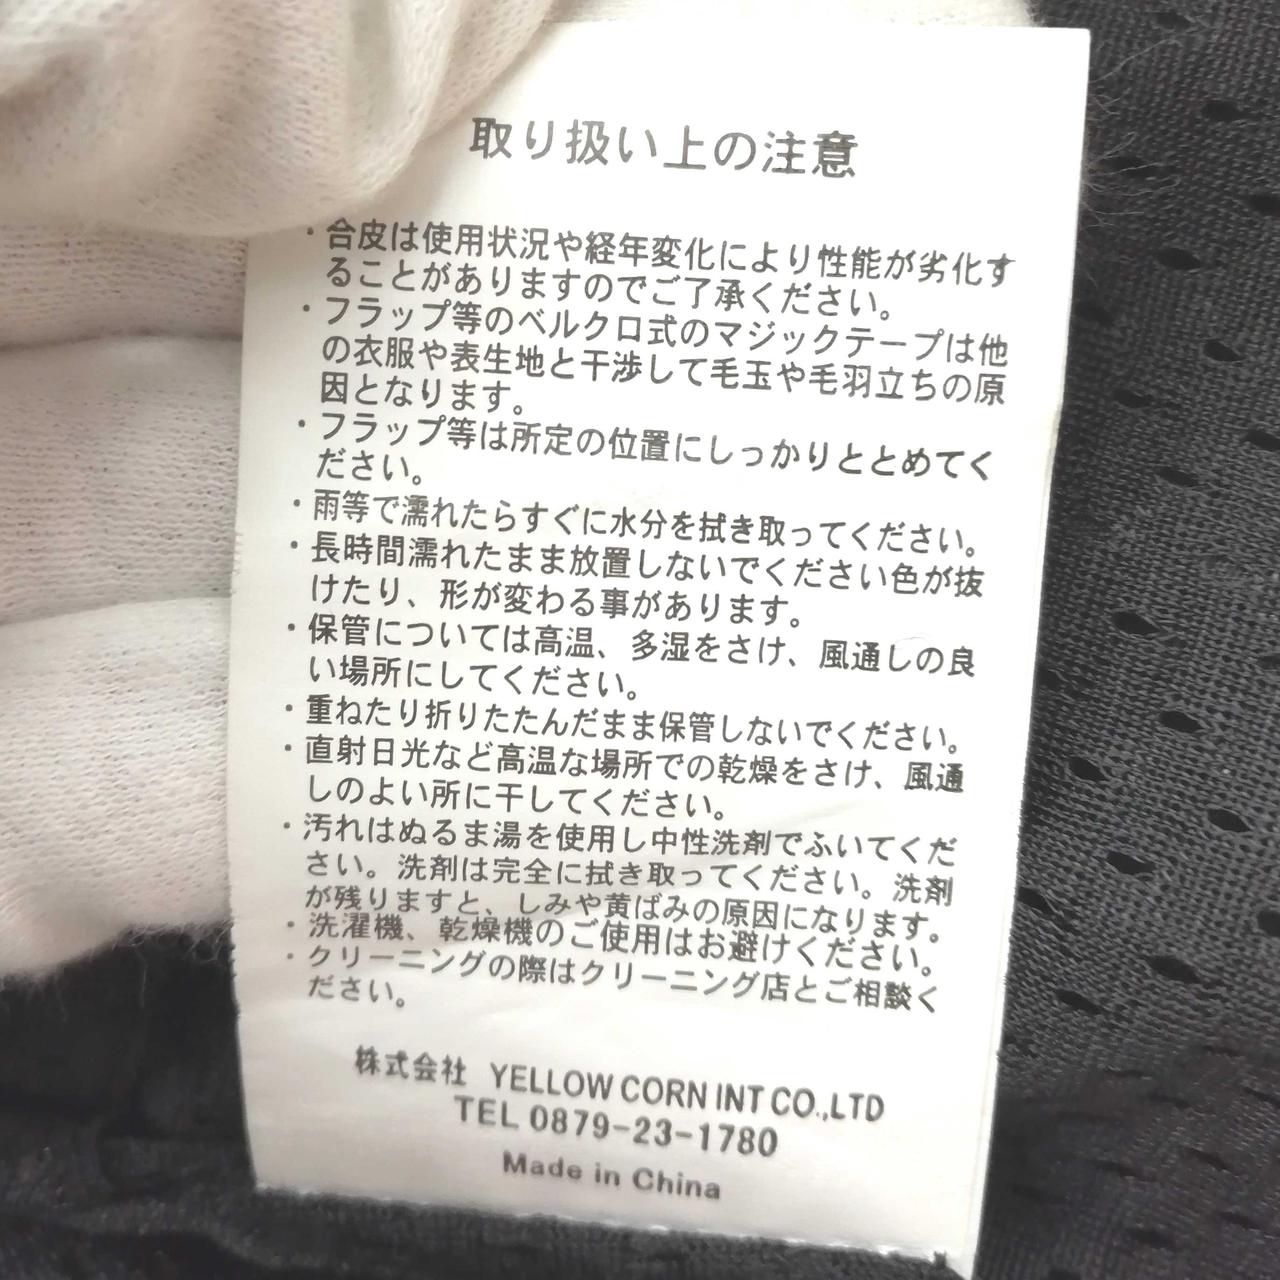 取り扱い上の注意
・合皮は使用状況や経年変化により性能が劣化す
ることがありますのでご了承ください。
・フラップ等のベルクロ式のマジックテープは他
の衣服や表生地と干渉して毛玉や毛羽立ちの原
因となります。
・フラップ等は所定の位置にしっかりととめてく
ださい。
・雨等で濡れたらすぐに水分を拭き取ってください。
・長時間濡れたまま放置しないでください色が抜
けたり、形が変わる事があります。
・保管については高温、多湿をさけ、風通しの良
い場所にしてください。
・重ねたり折りたたんだまま保管しないでください。
・直射日光など高温な場所での乾燥をさけ、風通
しのよい所に干してください。
・汚れはぬるま湯を使用し中性洗剤でふいてくだ
さい。洗剤は完全に拭き取ってください。洗剤
が残りますと、しみや黄ばみの原因になります。
・洗濯機、乾燥機のご使用はお避けください。
・クリーニングの際はクリーニング店とご相談く
ださい。
株式会社 YELLOW CORN INT CO.,LTD
TEL 0879-23-1780
Made in China